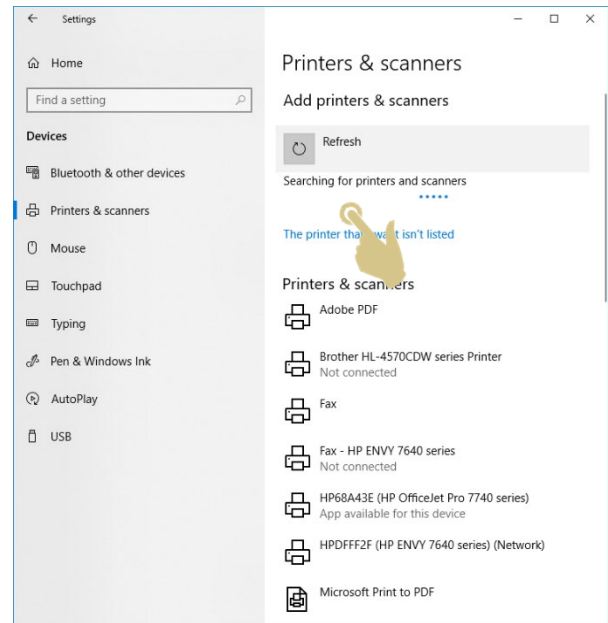 Settings
Home
Find a setting
Devices
Bluetooth & other devices
Printers & scanners
Mouse
Touchpad
Typing
Pen & Windows Ink
AutoPlay
USB
Printers & scanners
Add printers & scanners
Refresh
Searching for printers and scanners
The printer that want isn't listed
Printers & scanners
Adobe PDF
Brother HL-4570CDW series Printer
Not connected
Fax
Fax - HP ENVY 7640 series
Not connected
HP68A43E (HP OfficeJet Pro 7740 series)
App available for this device
HPDFFF2F (HP ENVY 7640 series) (Network)
Microsoft Print to PDF